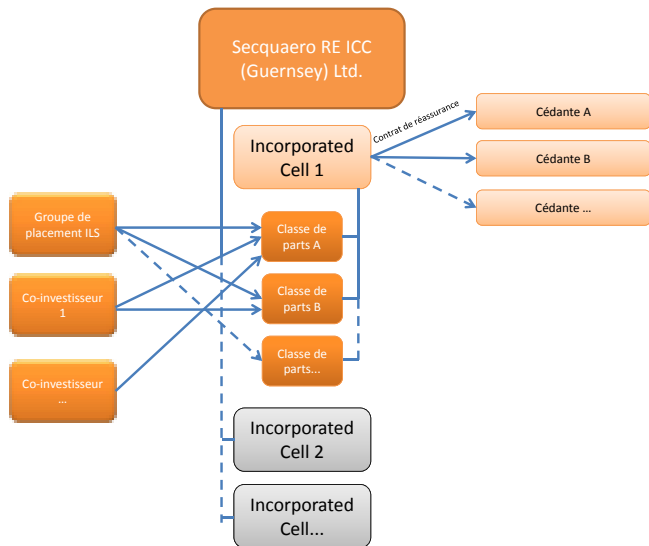 Secquaero RE ICC
(Guernsey) Ltd.
Contrat de réassurance
Cédante A
Incorporated
Cell 1
Cédante B
Cédante ...
Groupe de
placement ILS
Classe de
parts A
Co-investisseur
1
Classe de
parts B
Co-investisseur
...
Classe de
parts...
Incorporated
Cell 2
Incorporated
Cell...